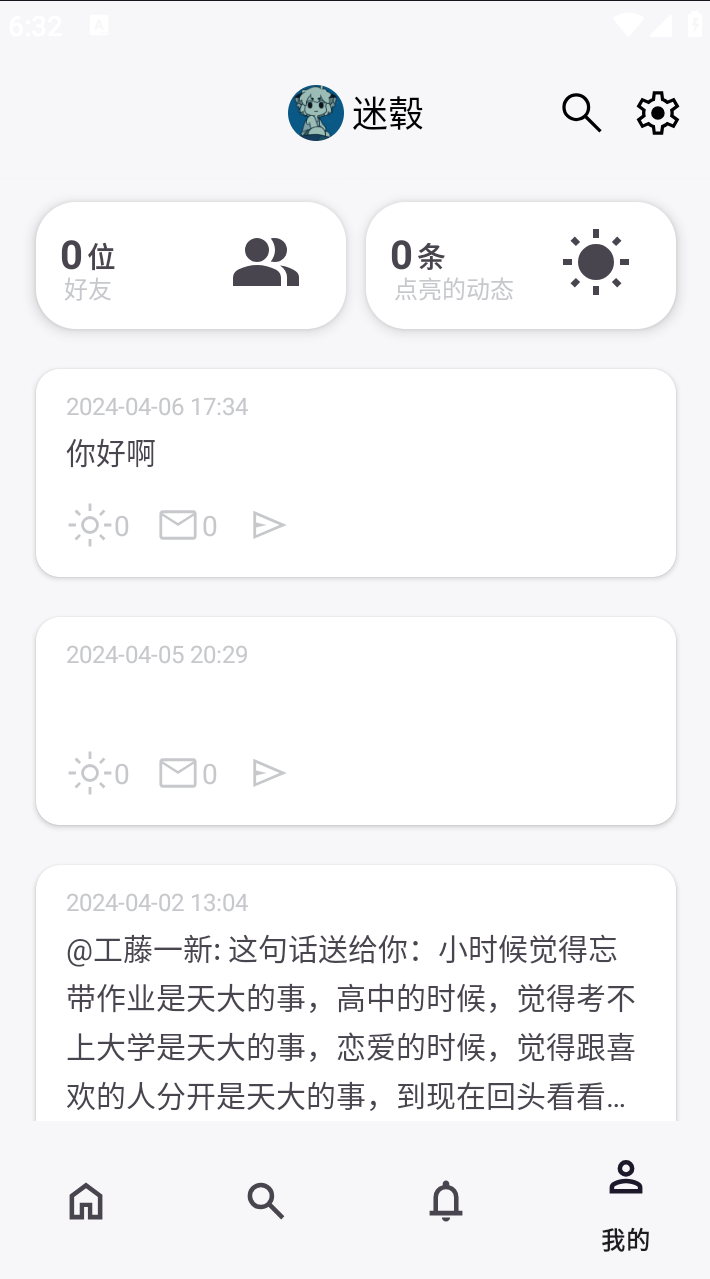 6:32
迷毂
0位
好友
0条
点亮的动态
2024-04-06 17:34
你好啊
0 0
2024-04-05 20:29
0 0
2024-04-02 13:04
@工藤一新: 这句话送给你：小时候觉得忘
带作业是天大的事，高中的时候，觉得考不
上大学是天大的事，恋爱的时候，觉得跟喜
欢的人分开是天大的事，到现在回头看看…
我的